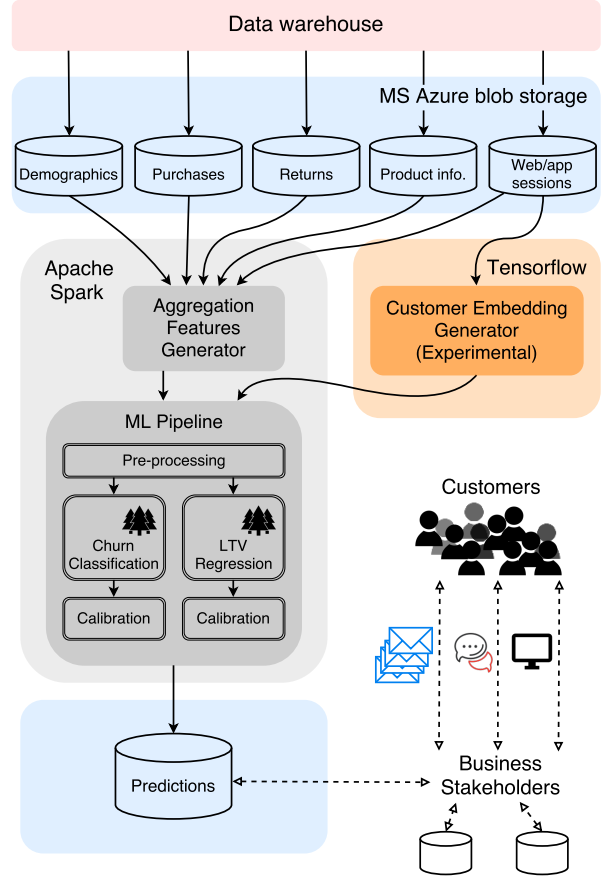 Data warehouse
MS Azure blob storage
Demographics
Purchases
Returns
Product info.
Web/app
sessions
Apache
Spark
Tensorflow
Aggregation
Features
Generator
Customer Embedding
Generator
(Experimental)
ML Pipeline
Pre-processing
Churn
Classification
LTV
Regression
Calibration
Calibration
Customers
Predictions
Business
Stakeholders